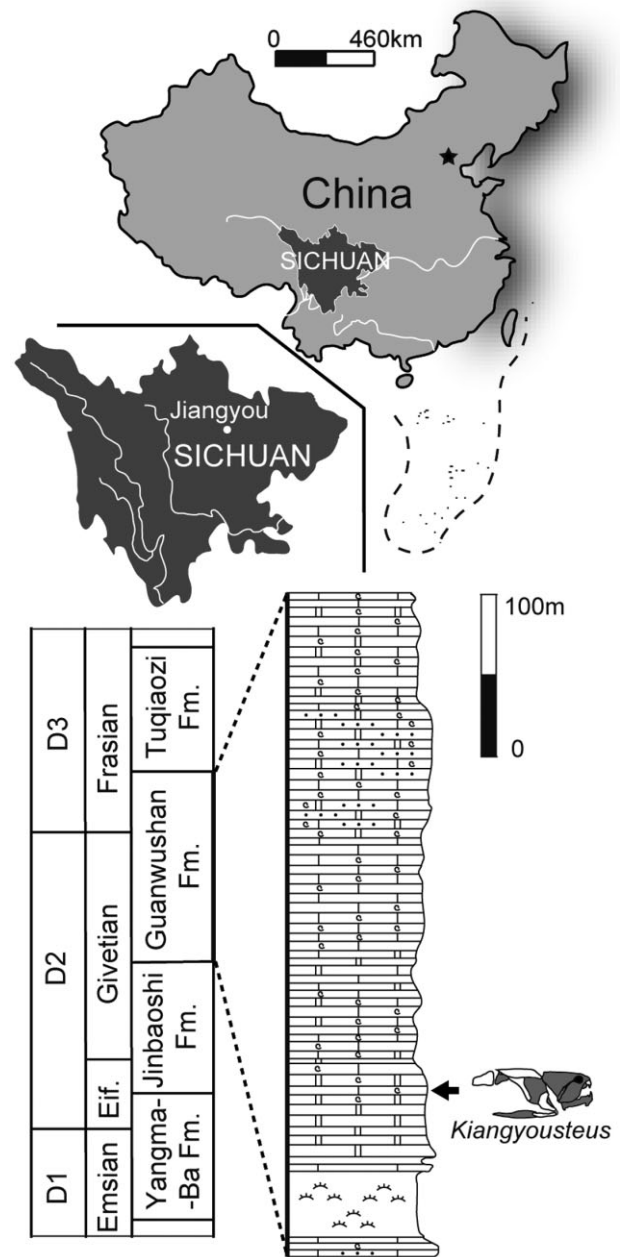 0 460km
China
SICHUAN
Jiangyou
SICHUAN
100m
0
D3
Frasian
Tuqiaozi
Fm.
Guanwushan
Fm.
D2
Givetian
Jinbaoshi
Fm.
Eif.
Yangma-
-Ba Fm.
D1
Emsian
Kiangyousteus